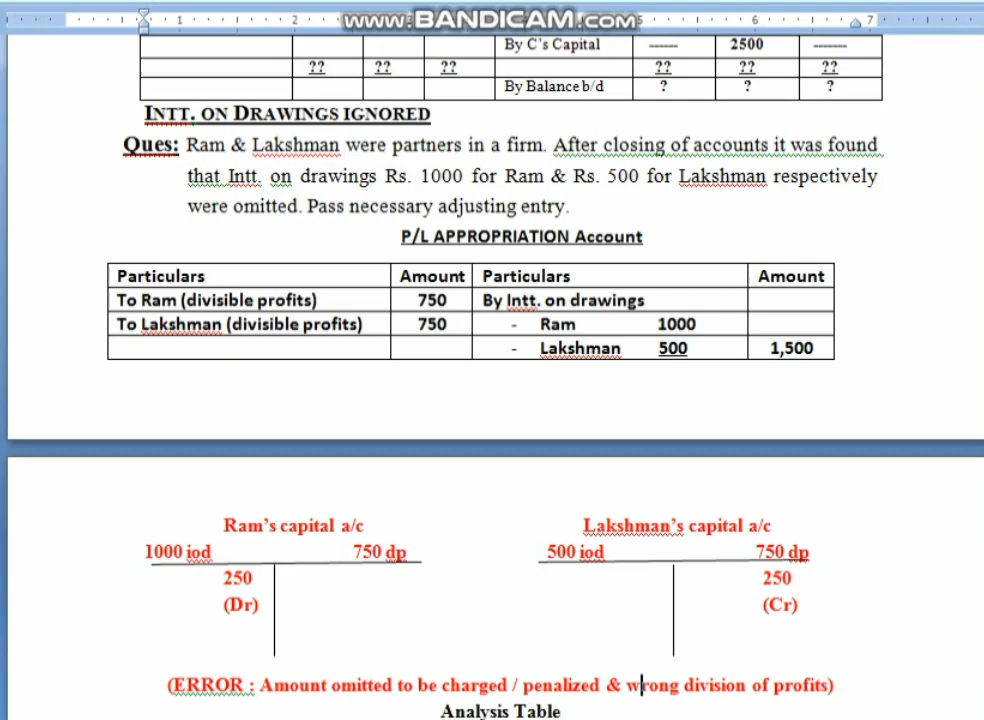 1 2 www.BANDICAM.com 5 6 7
By C's Capital ------ 2500 -------
?? ?? ?? ?? ?? ??
By Balance b/d ? ? ?
INTT. ON DRAWINGS IGNORED
Ques: Ram & Lakshman were partners in a firm. After closing of accounts it was found
that Intt. on drawings Rs. 1000 for Ram & Rs. 500 for Lakshman respectively
were omitted. Pass necessary adjusting entry.
P/L APPROPRIATION Account
Particulars Amount Particulars Amount
To Ram (divisible profits) 750 By Intt. on drawings
To Lakshman (divisible profits) 750 - Ram 1000
- Lakshman 500 1,500
Ram's capital a/c Lakshman's capital a/c
1000 iod 750 dp 500 iod 750 dp
250 250
(Dr) (Cr)
(ERROR : Amount omitted to be charged / penalized & wrong division of profits)
Analysis Table